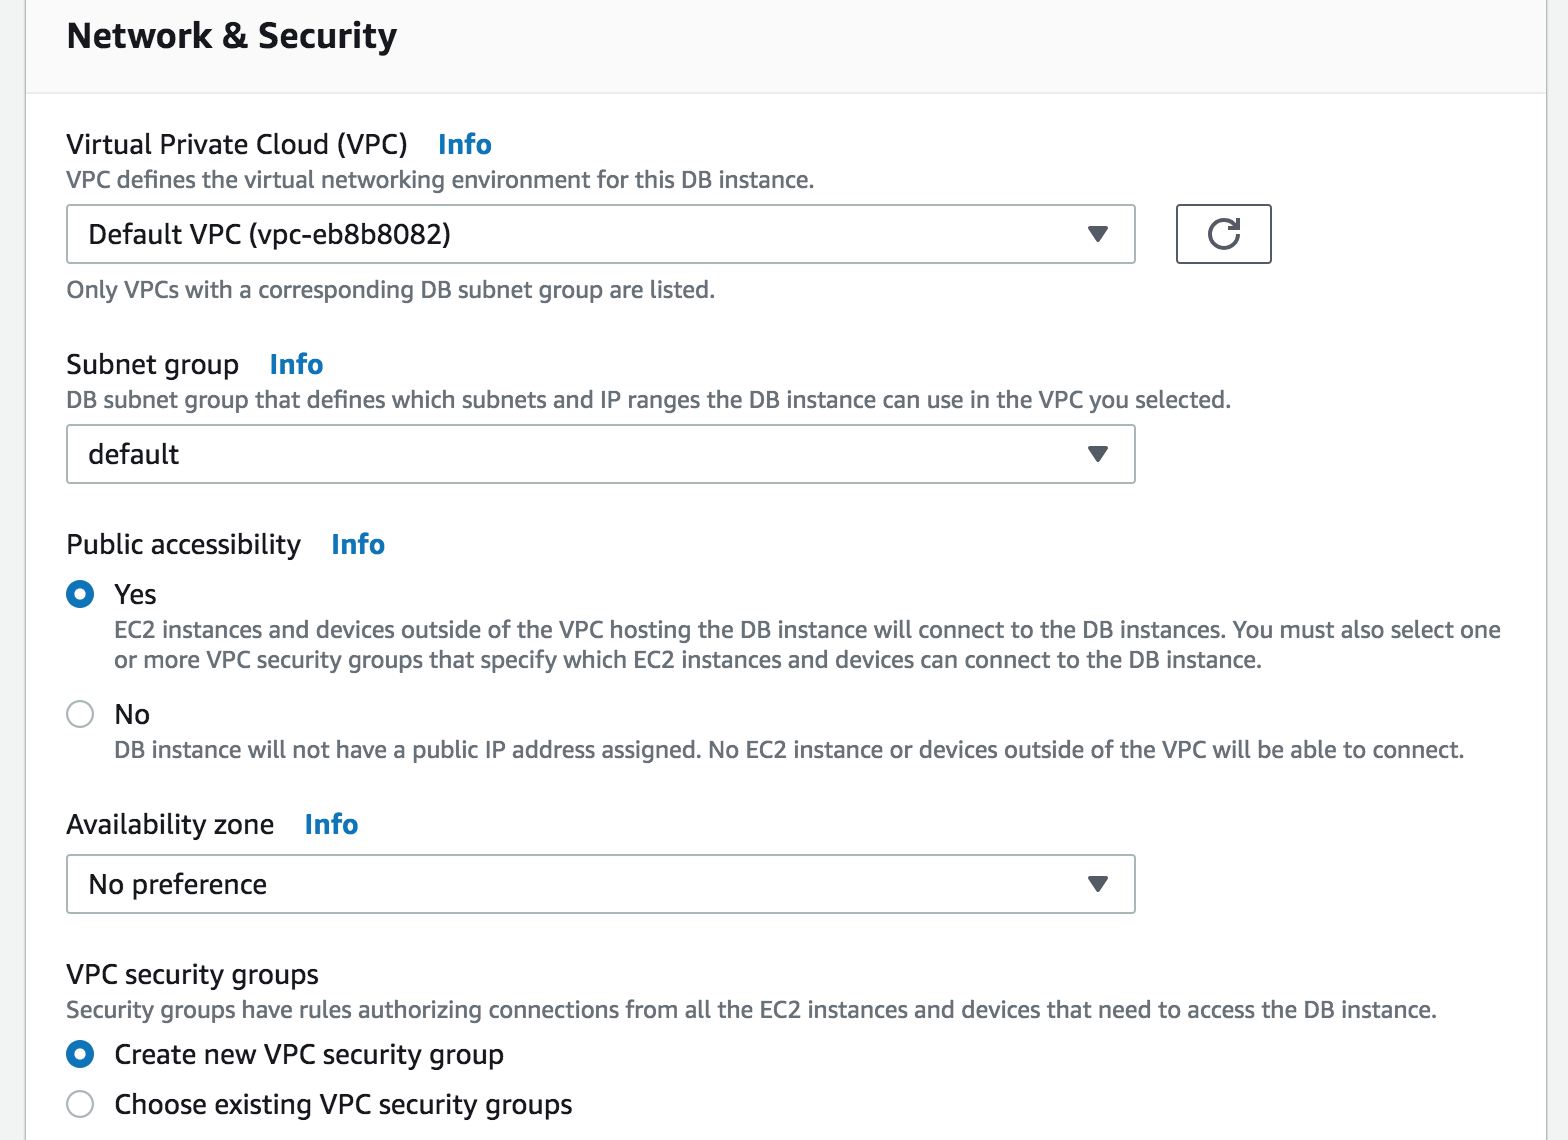 Network & Security
Virtual Private Cloud (VPC) Info
VPC defines the virtual networking environment for this DB instance.
Default VPC (vpc-eb8b8082)
Only VPCs with a corresponding DB subnet group are listed.
Subnet group Info
DB subnet group that defines which subnets and IP ranges the DB instance can use in the VPC you selected.
default
Public accessibility Info
Yes
EC2 instances and devices outside of the VPC hosting the DB instance will connect to the DB instances. You must also select one
or more VPC security groups that specify which EC2 instances and devices can connect to the DB instance.
No
DB instance will not have a public IP address assigned. No EC2 instance or devices outside of the VPC will be able to connect.
Availability zone Info
No preference
VPC security groups
Security groups have rules authorizing connections from all the EC2 instances and devices that need to access the DB instance.
Create new VPC security group
Choose existing VPC security groups